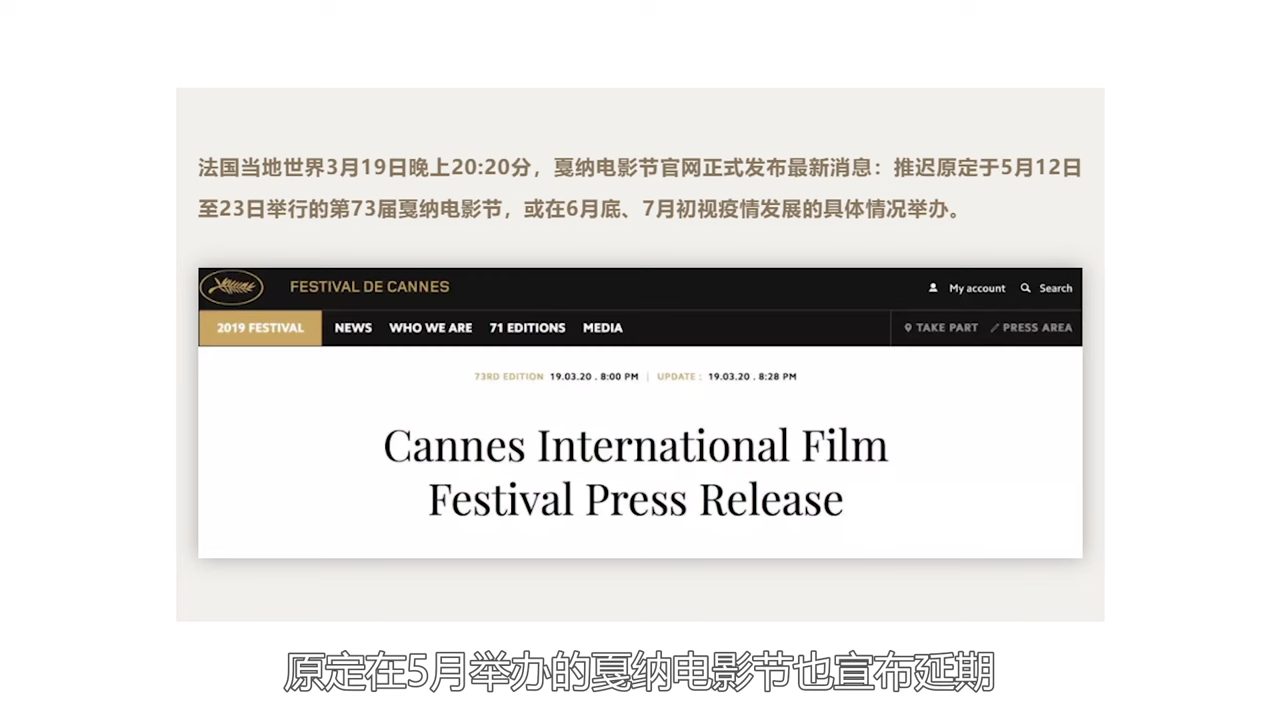 法国当地世界3月19日晚上20:20分，戛纳电影节官网正式发布最新消息：推迟原定于5月12日
至23日举行的第73届戛纳电影节，或在6月底、7月初视疫情发展的具体情况举办。
FESTIVAL DE CANNES
My account Search
2019 FESTIVAL NEWS WHO WE ARE 71 EDITIONS MEDIA TAKE PART PRESS AREA
73RD EDITION 19.03.20 . 8:00 PM | UPDATE : 19.03.20 . 8:28 PM
Cannes International Film
Festival Press Release
原定在5月举办的戛纳电影节也宣布延期